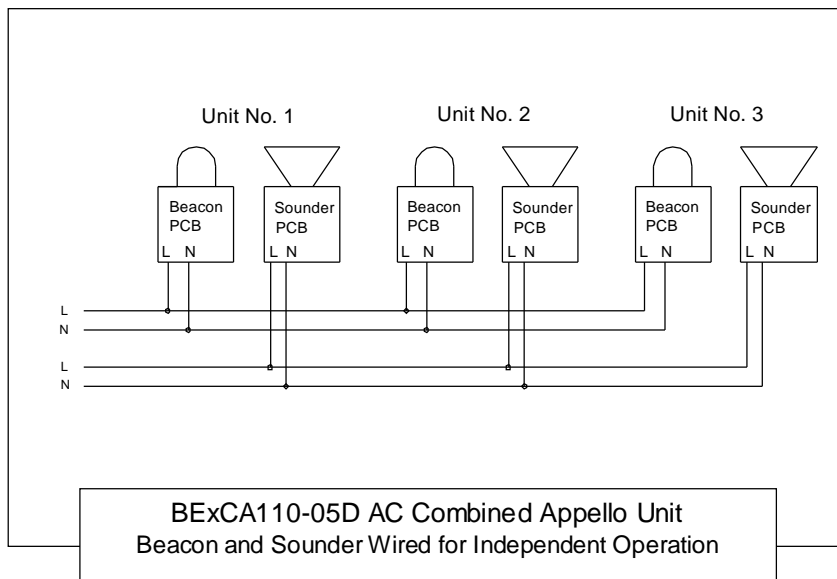 Unit No. 1
Unit No. 2
Unit No. 3
Beacon
PCB
L N
Sounder
PCB
L N
Beacon
PCB
L N
Sounder
PCB
L N
Beacon
PCB
L N
Sounder
PCB
L N
L
N
L
N
BExCA110-05D AC Combined Appello Unit
Beacon and Sounder Wired for Independent Operation